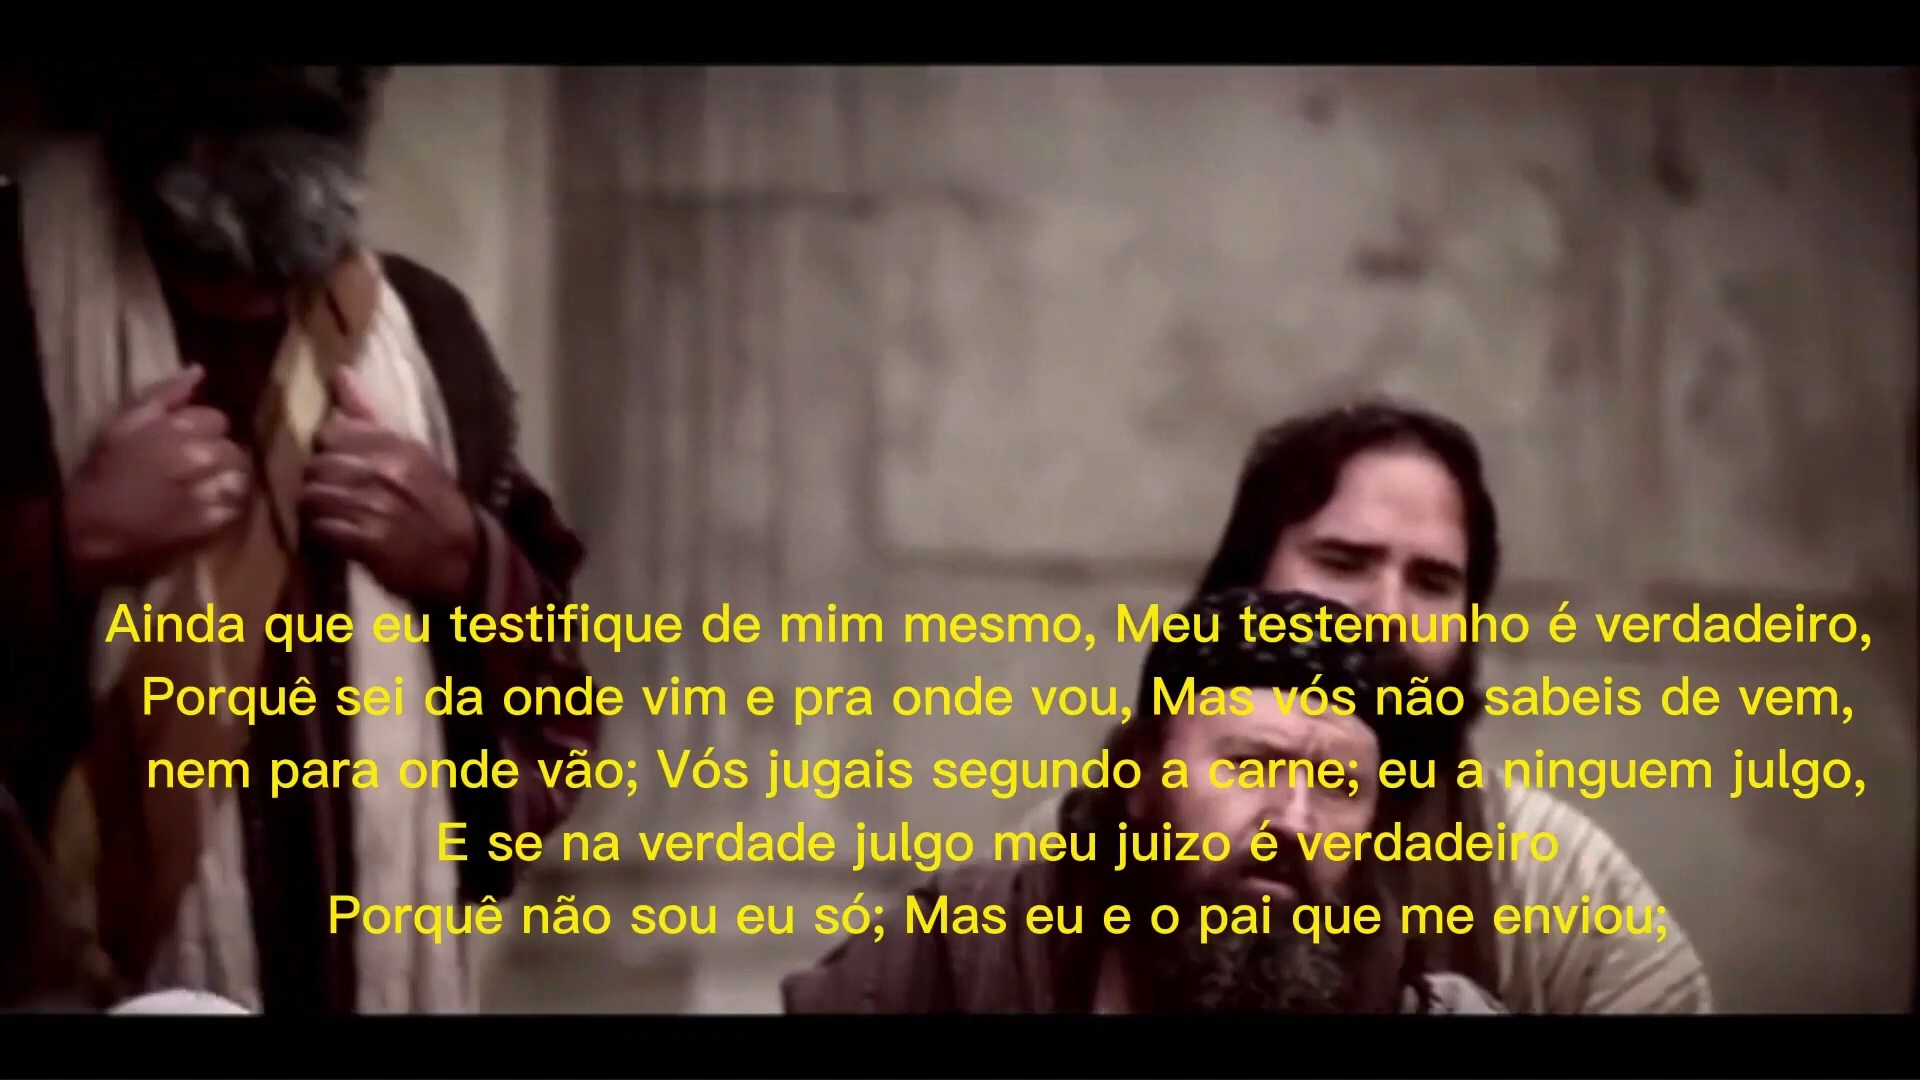 Ainda que eu testifique de mim mesmo, Meu testemunho é verdadeiro,
Porquê sei da onde vim e pra onde vou, Mas vós não sabeis de vem,
nem para onde vão; Vós jugais segundo a carne; eu a ninguem julgo,
E se na verdade julgo meu juizo é verdadeiro
Porquê não sou eu só; Mas eu e o pai que me enviou;